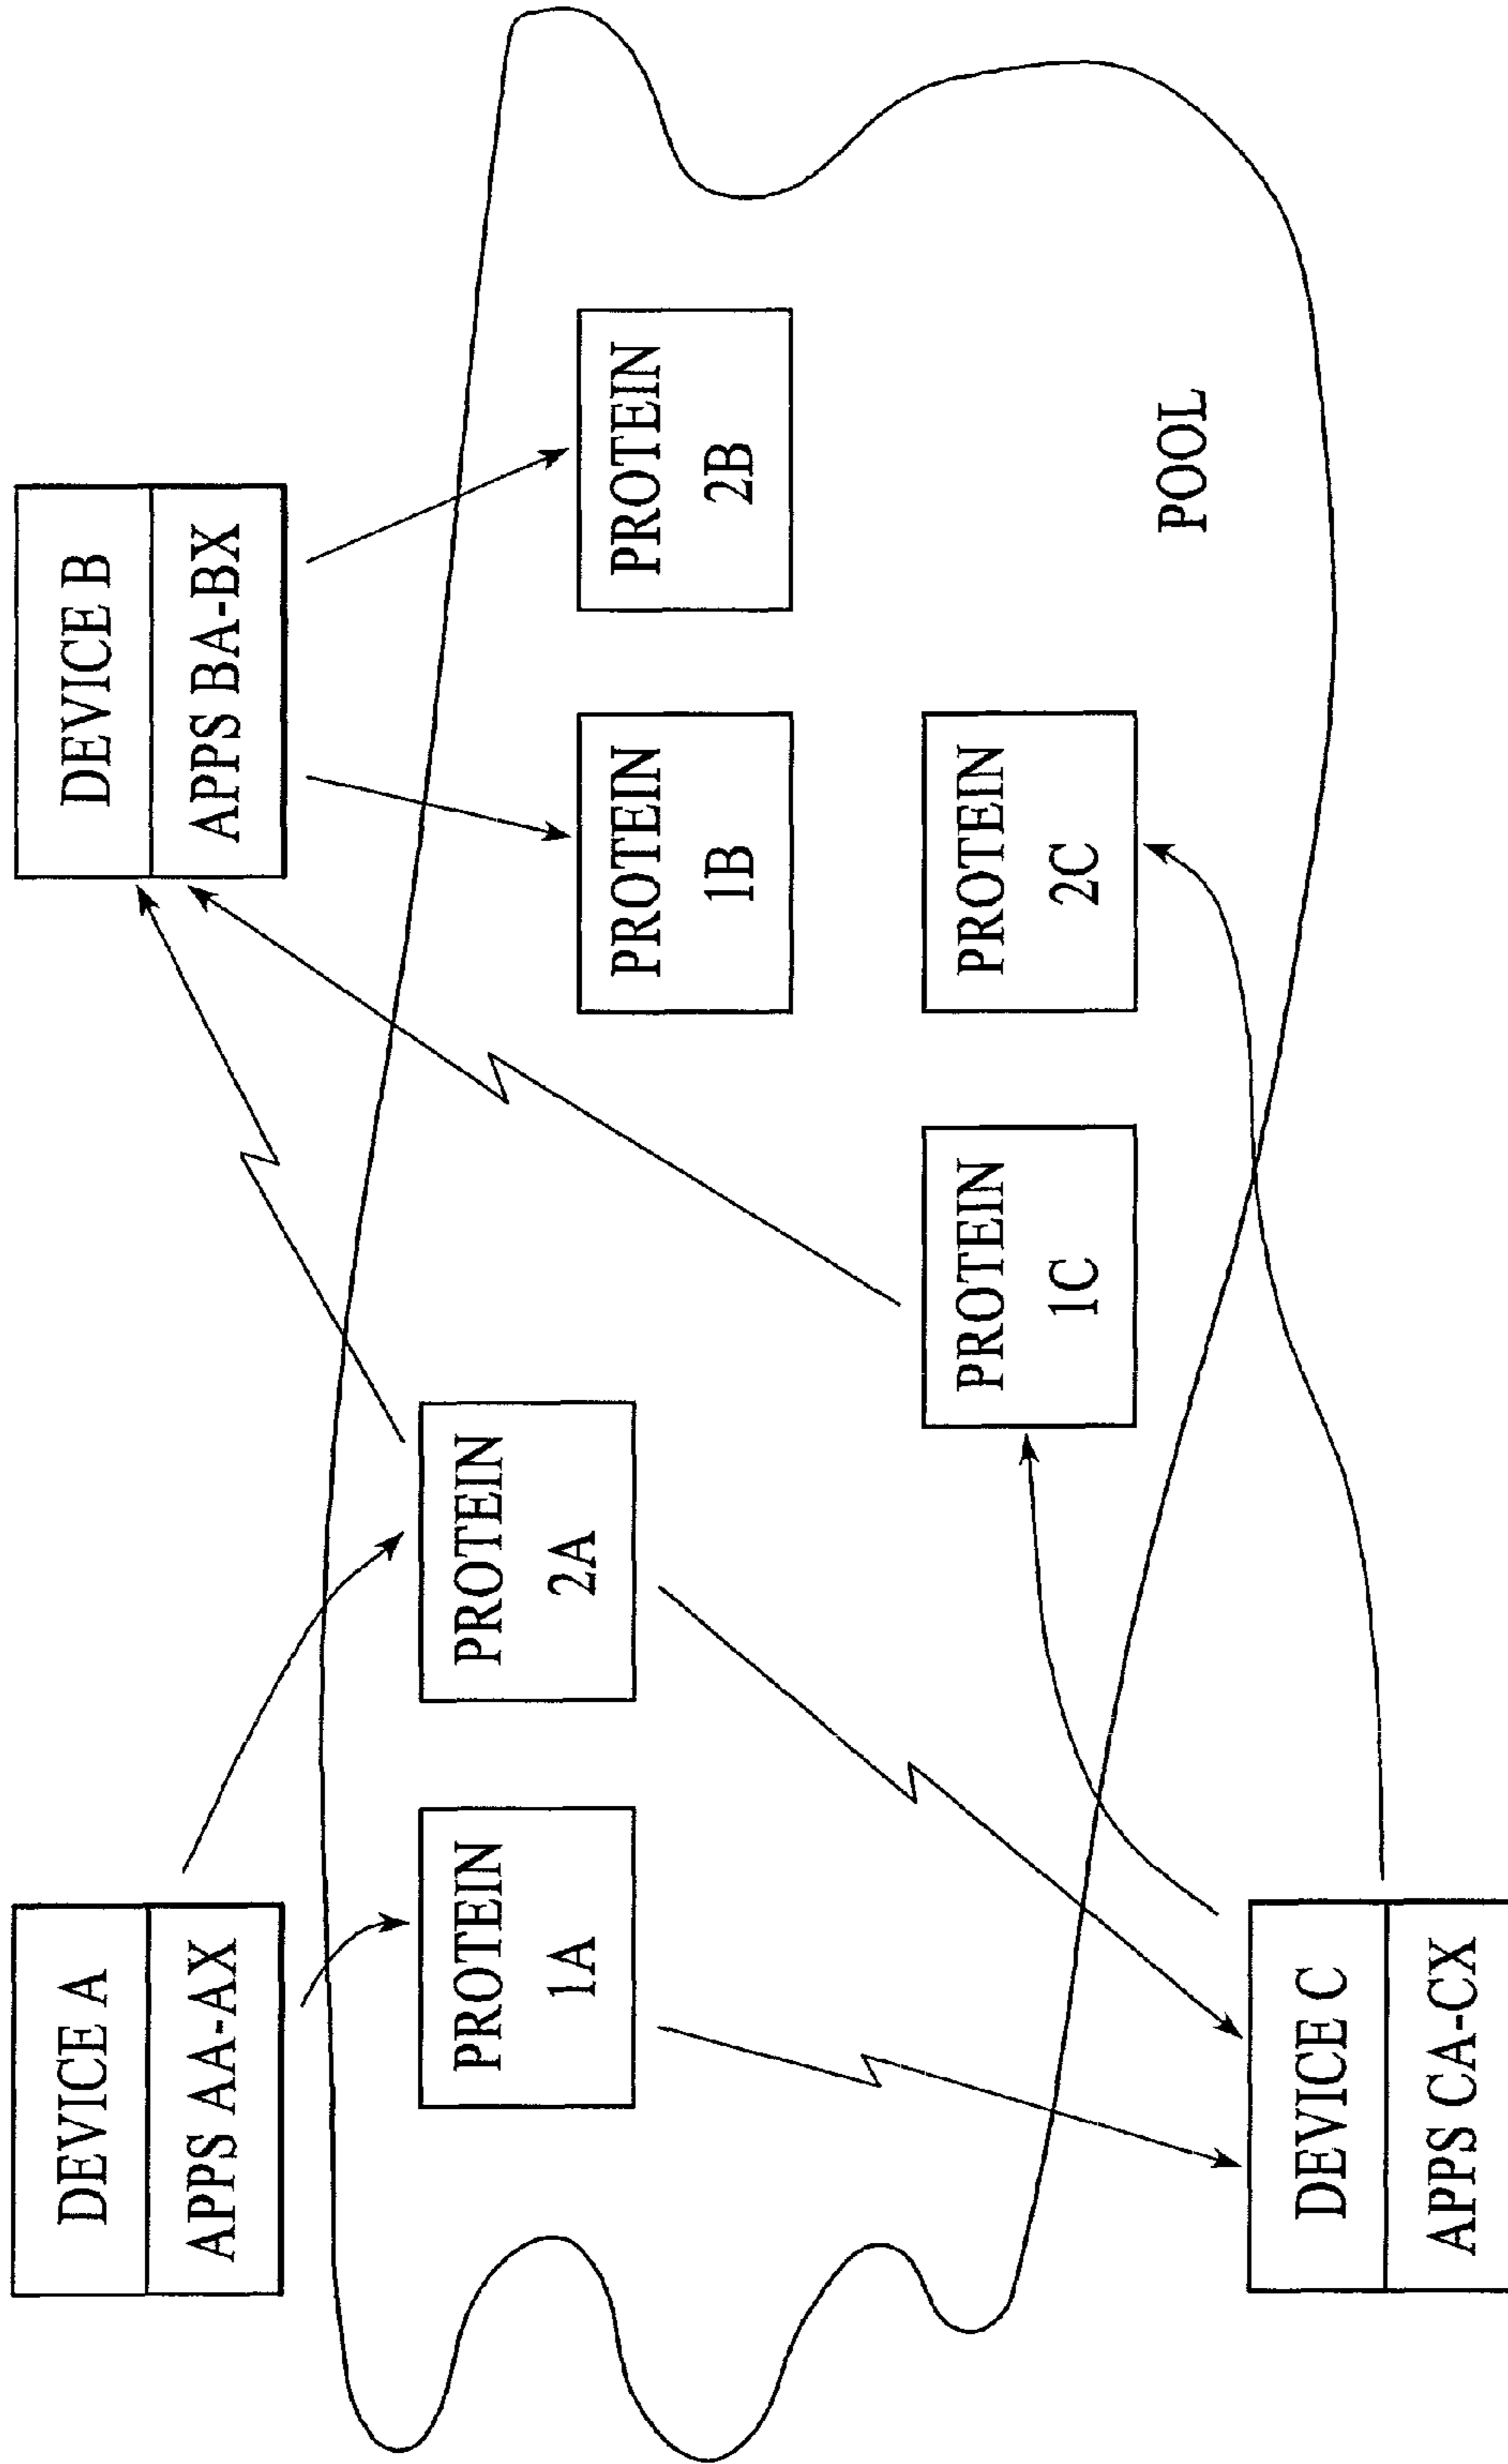 DEVICE A
APPS AA-AX
DEVICE B
APPS BA-BX
PROTEIN
1A
PROTEIN
2A
PROTEIN
1B
PROTEIN
2B
PROTEIN
1C
PROTEIN
2C
POOL
DEVICE C
APPS CA-CX